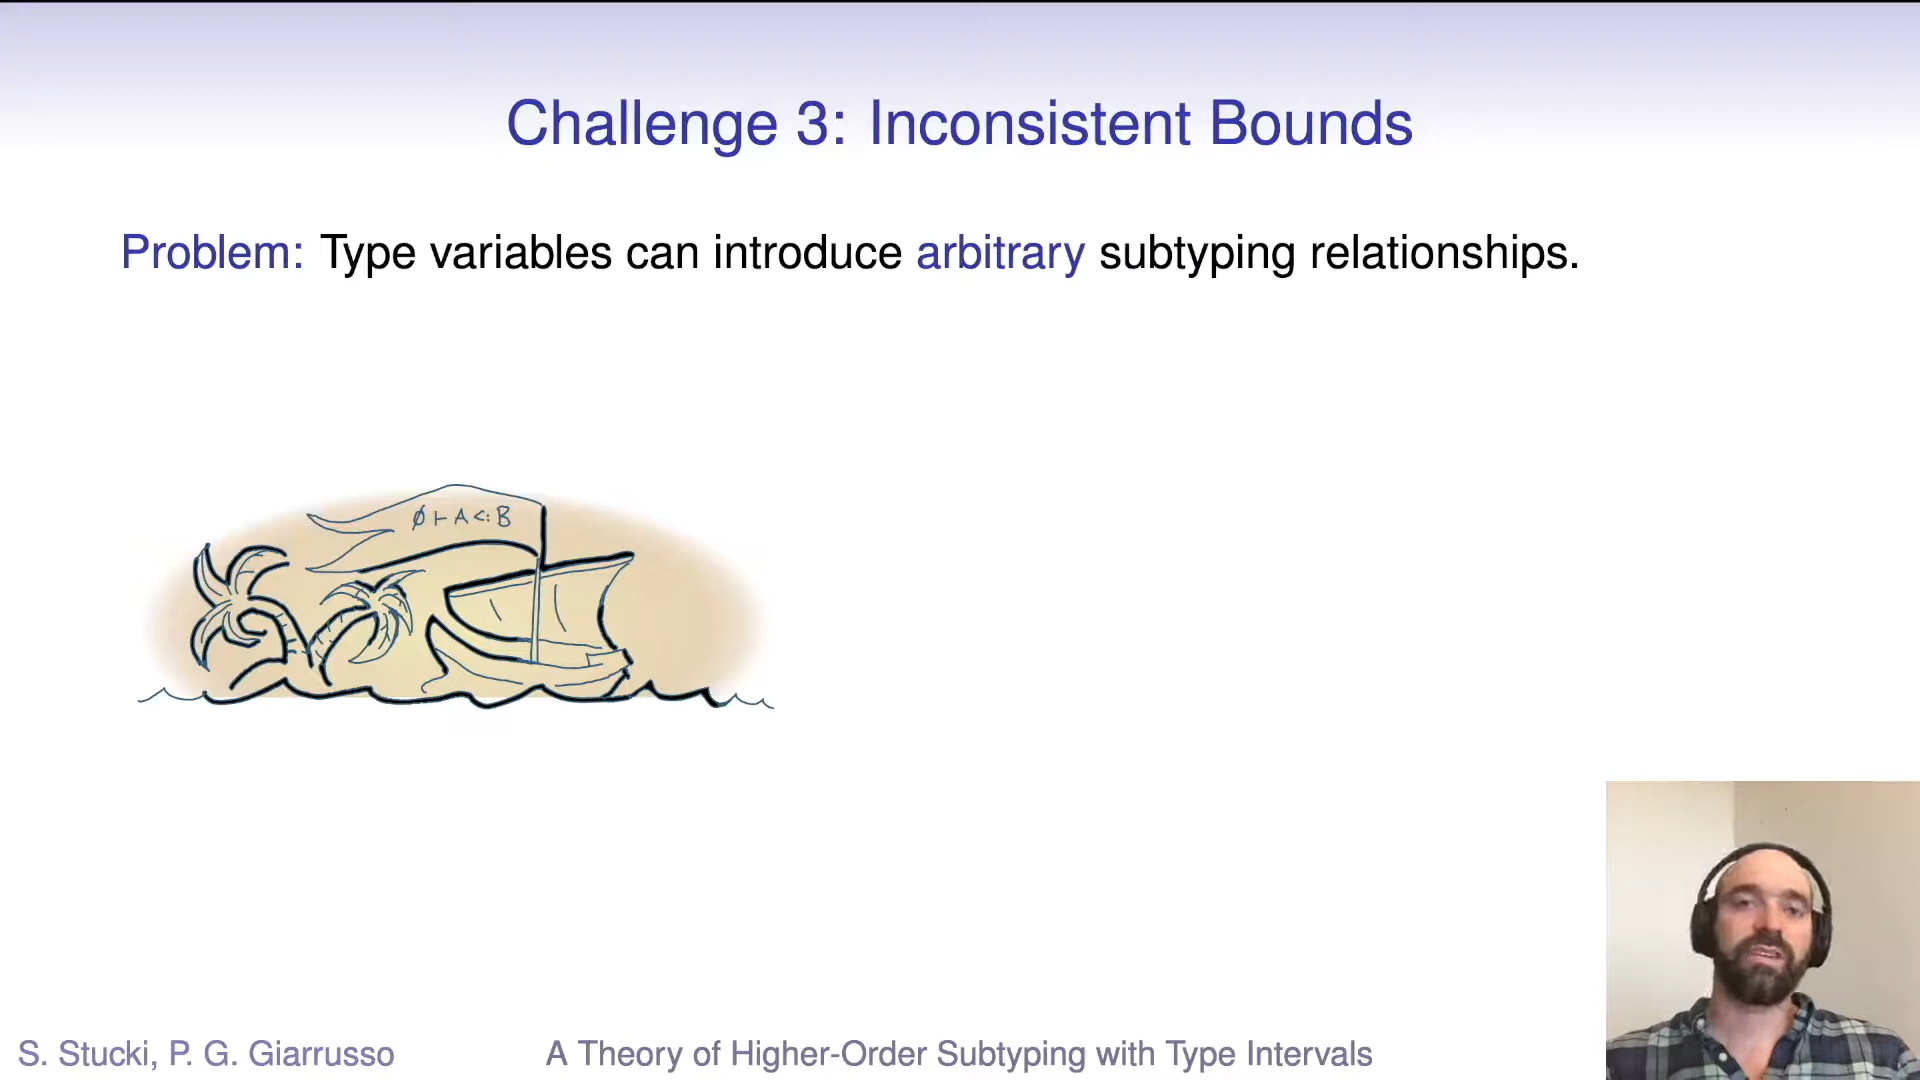 Challenge 3: Inconsistent Bounds
Problem: Type variables can introduce arbitrary subtyping relationships.
∅ ⊢ A <: B
S. Stucki, P. G. Giarrusso
A Theory of Higher-Order Subtyping with Type Intervals